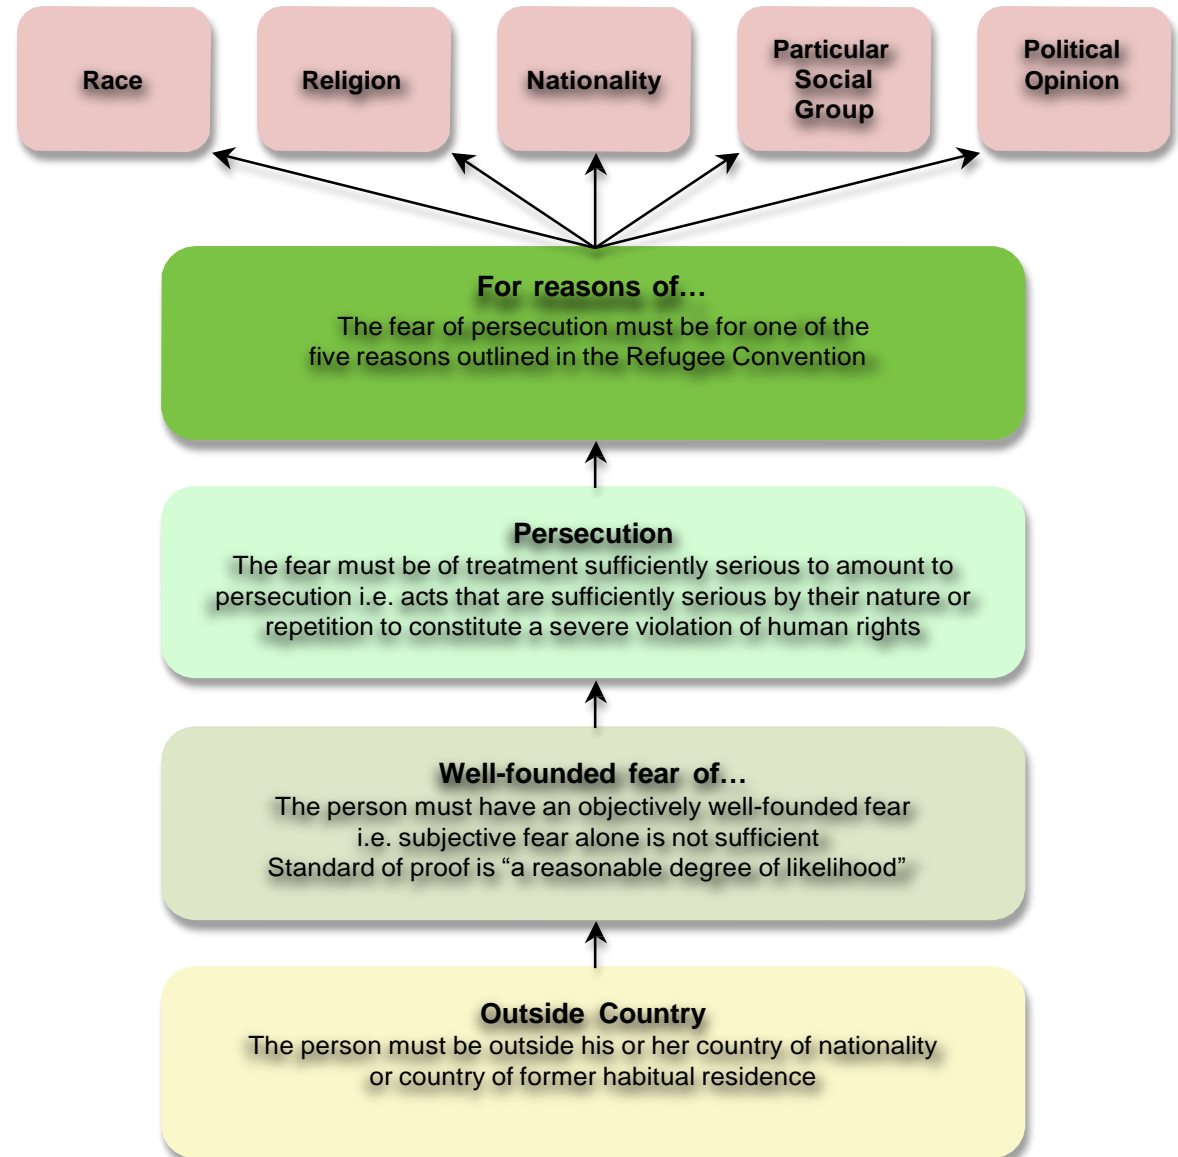 Race
Religion
Nationality
Particular
Social
Group
Political
Opinion
For reasons of…
The fear of persecution must be for one of the
five reasons outlined in the Refugee Convention
Persecution
The fear must be of treatment sufficiently serious to amount to
persecution i.e. acts that are sufficiently serious by their nature or
repetition to constitute a severe violation of human rights
Well-founded fear of…
The person must have an objectively well-founded fear
i.e. subjective fear alone is not sufficient
Standard of proof is “a reasonable degree of likelihood”
Outside Country
The person must be outside his or her country of nationality
or country of former habitual residence